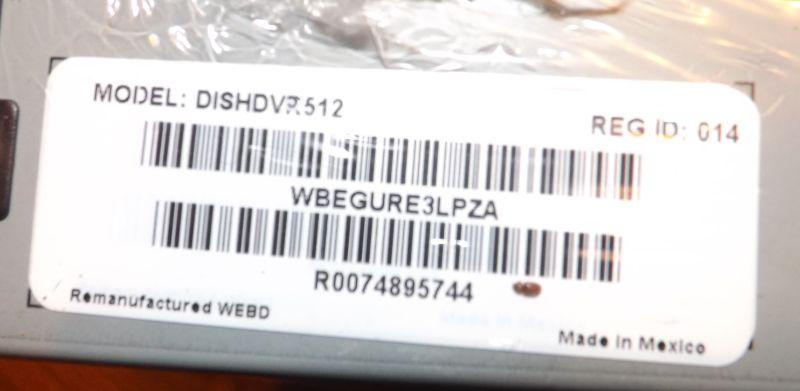 MODEL: DISHDVR512
REG ID: 014
WBEGURE3LPZA
R0074895744
Remanufactured WEBD
Made in Mexico